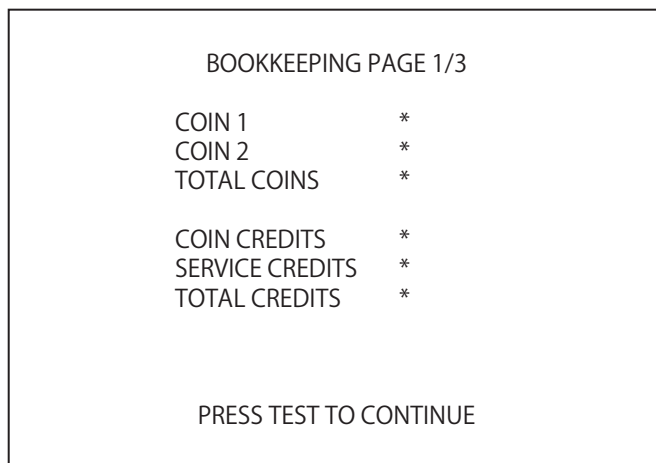 BOOKKEEPING PAGE 1/3
COIN 1 *
COIN 2 *
TOTAL COINS *
COIN CREDITS *
SERVICE CREDITS *
TOTAL CREDITS *
PRESS TEST TO CONTINUE